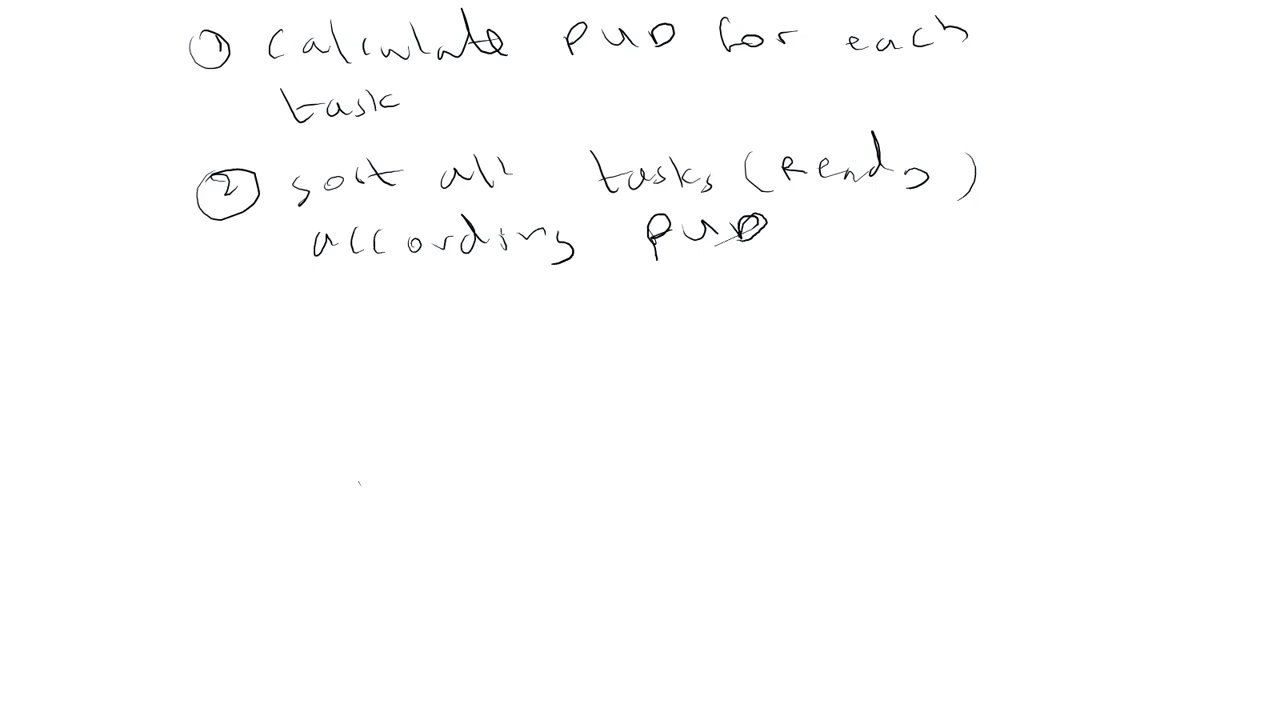 ① calculate PUD for each
task
② sort all tasks (Ready)
according PUD